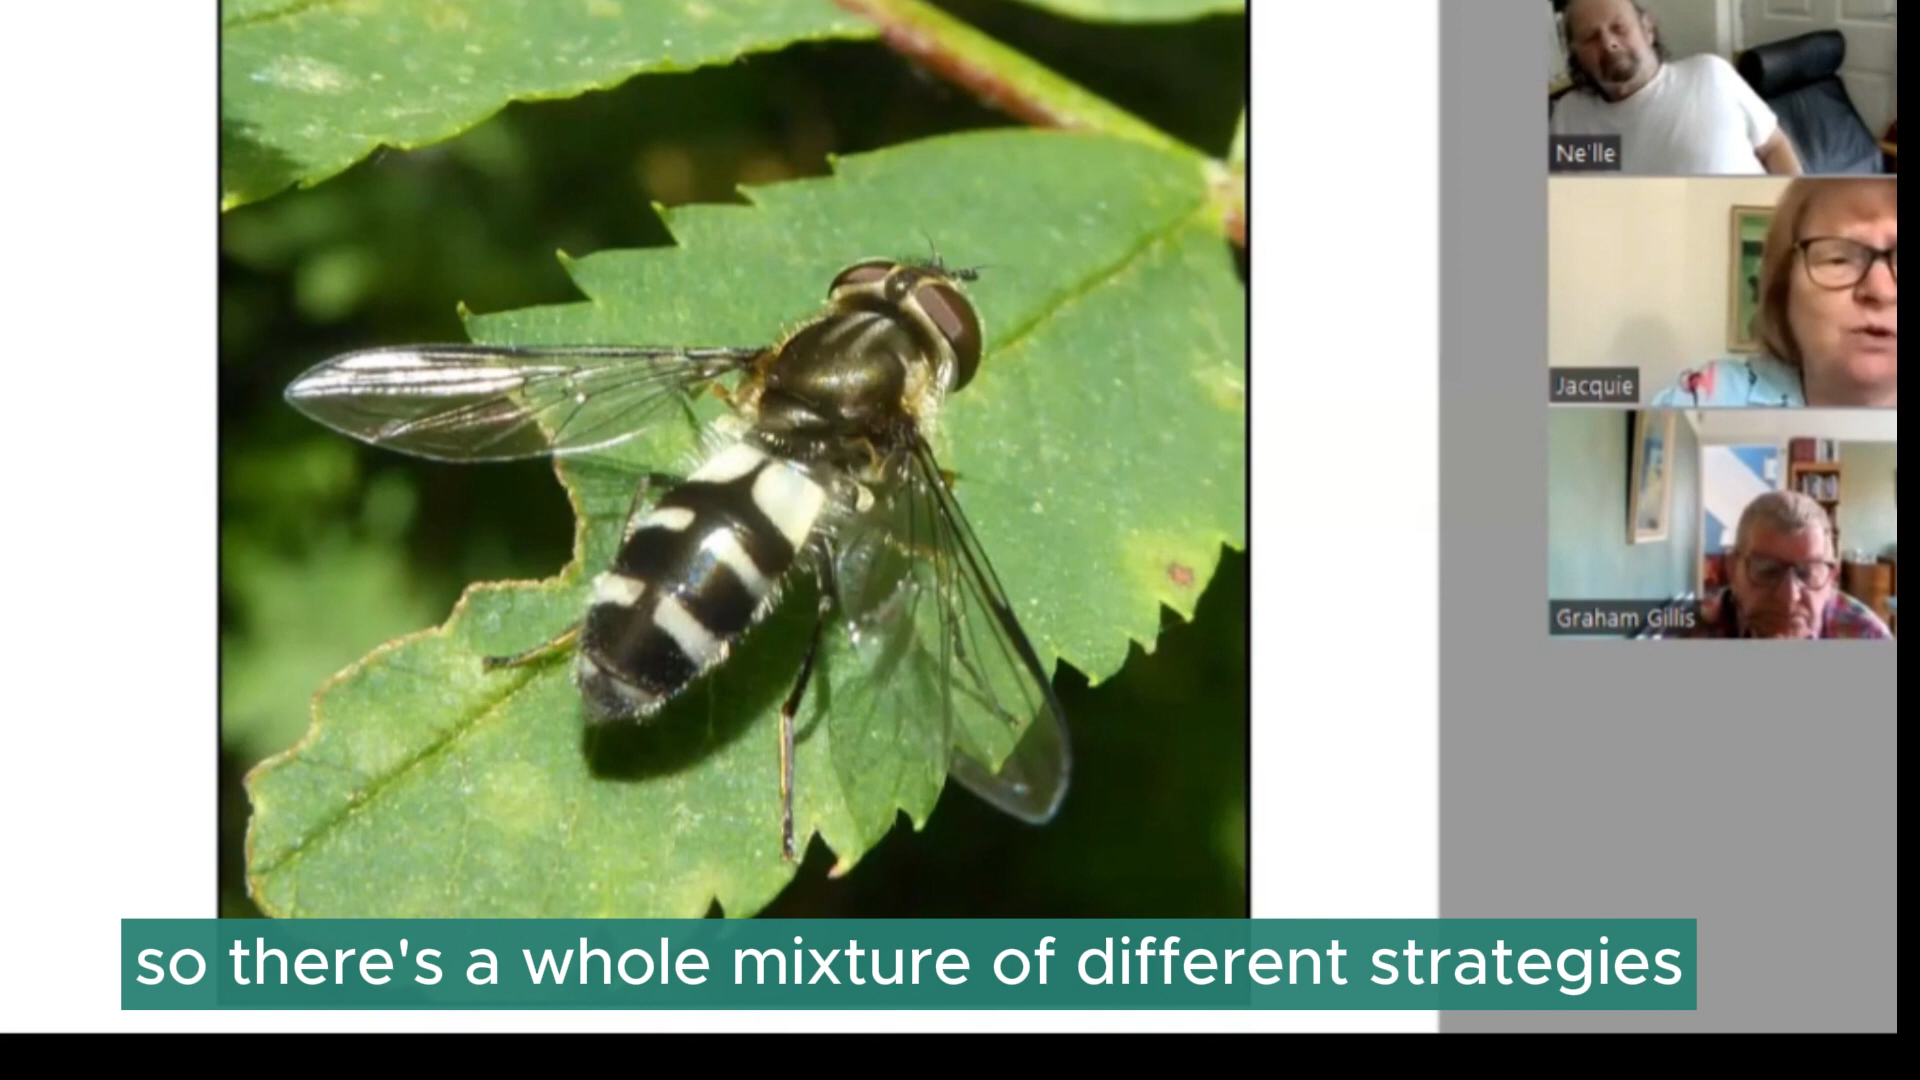 Ne'lle
Jacquie
Graham Gillis
so there's a whole mixture of different strategies